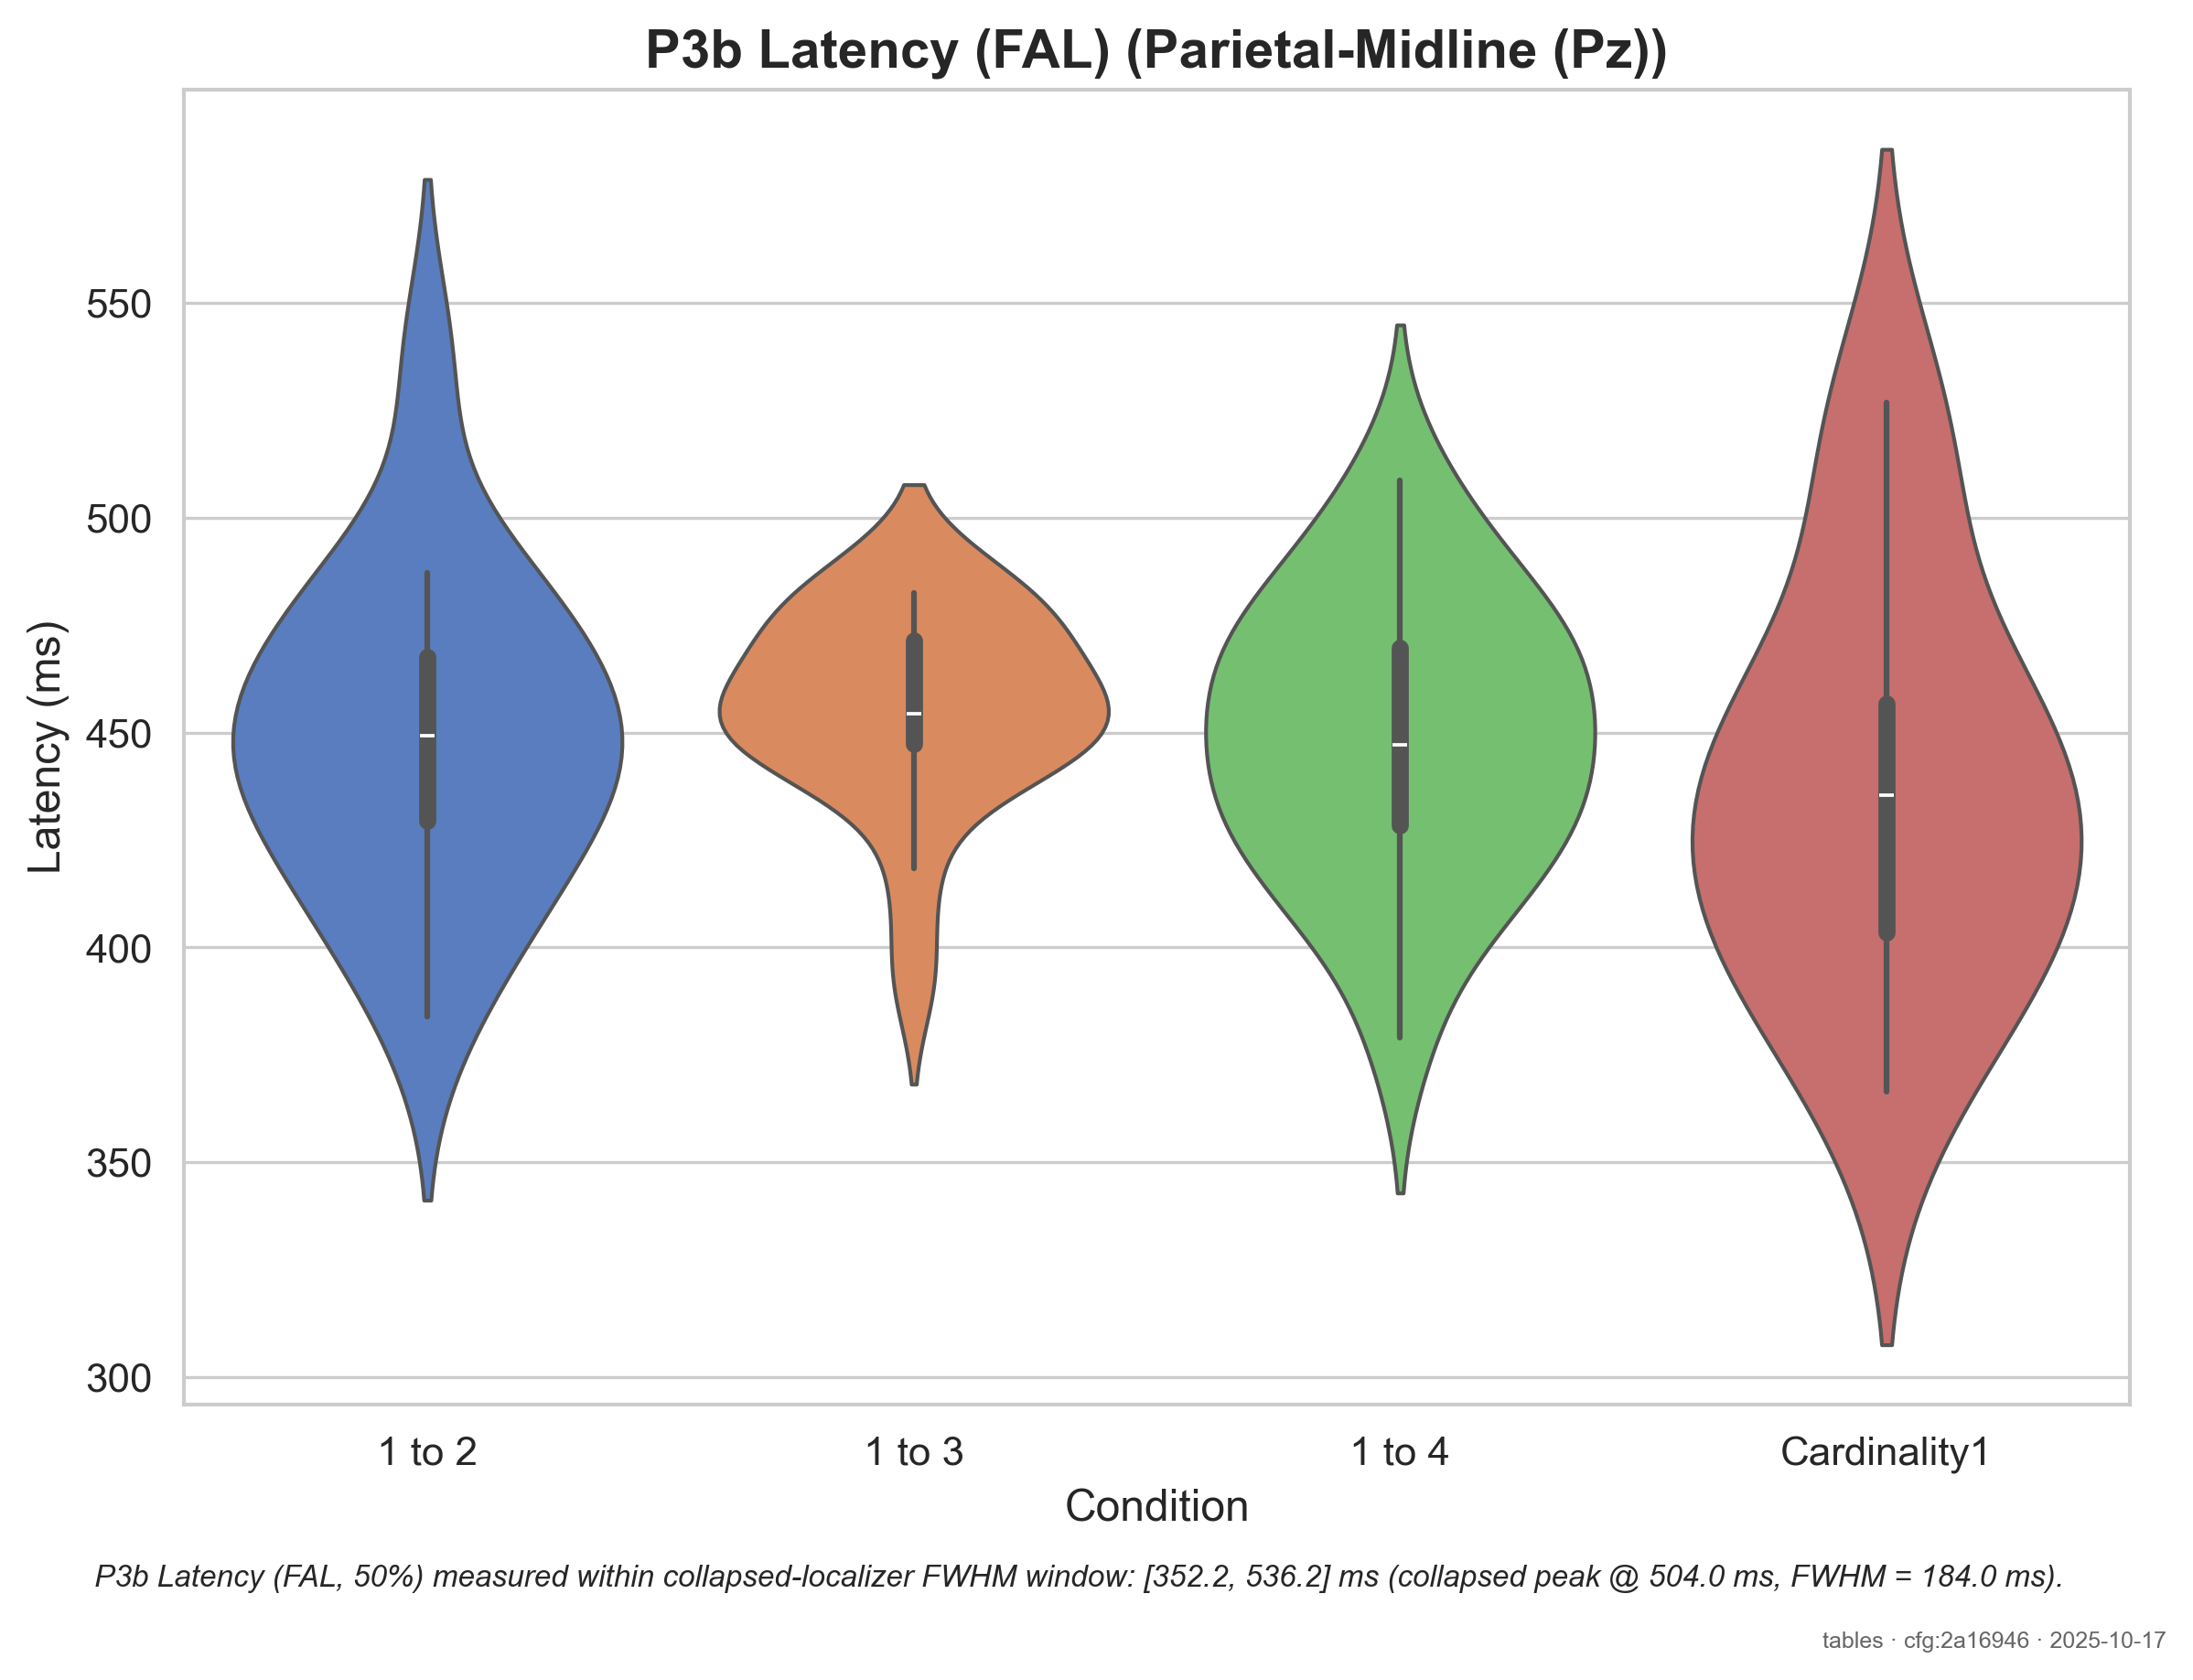 P3b Latency (FAL) (Parietal-Midline (Pz))
Latency (ms)
550
500
450
400
350
300
1 to 2
1 to 3
1 to 4
Cardinality1
Condition
P3b Latency (FAL, 50%) measured within collapsed-localizer FWHM window: [352.2, 536.2] ms (collapsed peak @ 504.0 ms, FWHM = 184.0 ms).
tables · cfg:2a16946 · 2025-10-17